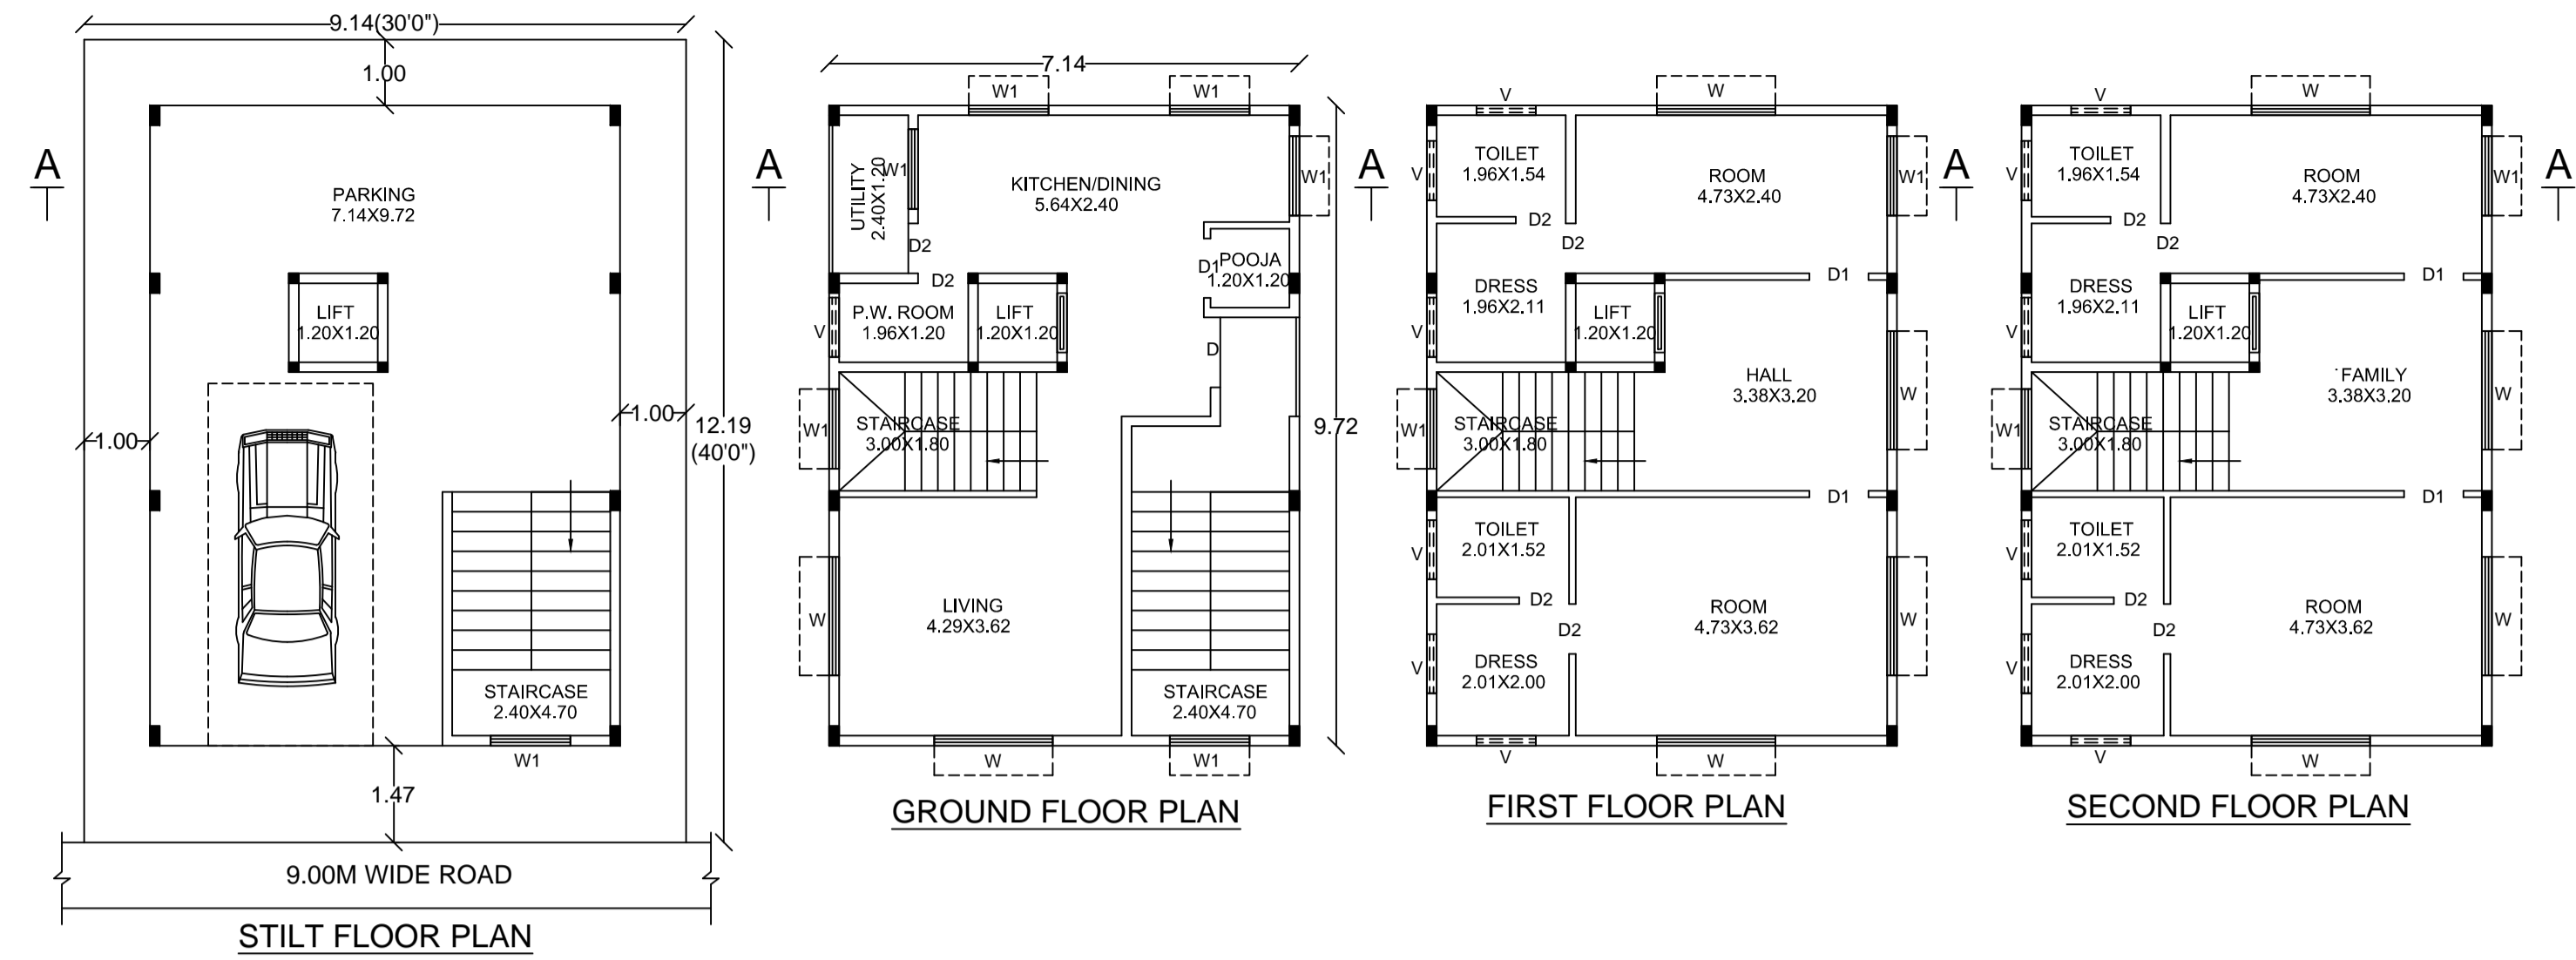 9.14(30'0")
1.00
A
PARKING
7.14X9.72
LIFT
1.20X1.20
1.00
1.00
12.19
(40'0")
STAIRCASE
2.40X4.70
W1
1.47
9.00M WIDE ROAD
STILT FLOOR PLAN
7.14
W1
W1
A
UTILITY
2.40X1.20
W1
KITCHEN/DINING
5.64X2.40
W1
D2
D2
D1
POOJA
1.20X1.20
P.W. ROOM
1.96X1.20
LIFT
1.20X1.20
V
D
W1
STAIRCASE
3.00X1.80
9.72
W
LIVING
4.29X3.62
STAIRCASE
2.40X4.70
W
W1
GROUND FLOOR PLAN
V
W
A
V
TOILET
1.96X1.54
ROOM
4.73X2.40
W1
D2
D2
DRESS
1.96X2.11
D1
V
LIFT
1.20X1.20
HALL
3.38X3.20
W
W1
STAIRCASE
3.00X1.80
D1
V
TOILET
2.01X1.52
D2
D2
ROOM
4.73X3.62
W
V
DRESS
2.01X2.00
V
W
FIRST FLOOR PLAN
V
W
A
V
TOILET
1.96X1.54
ROOM
4.73X2.40
W1
A
D2
D2
DRESS
1.96X2.11
D1
V
LIFT
1.20X1.20
FAMILY
3.38X3.20
W
W1
STAIRCASE
3.00X1.80
D1
V
TOILET
2.01X1.52
D2
D2
ROOM
4.73X3.62
W
V
DRESS
2.01X2.00
V
W
SECOND FLOOR PLAN